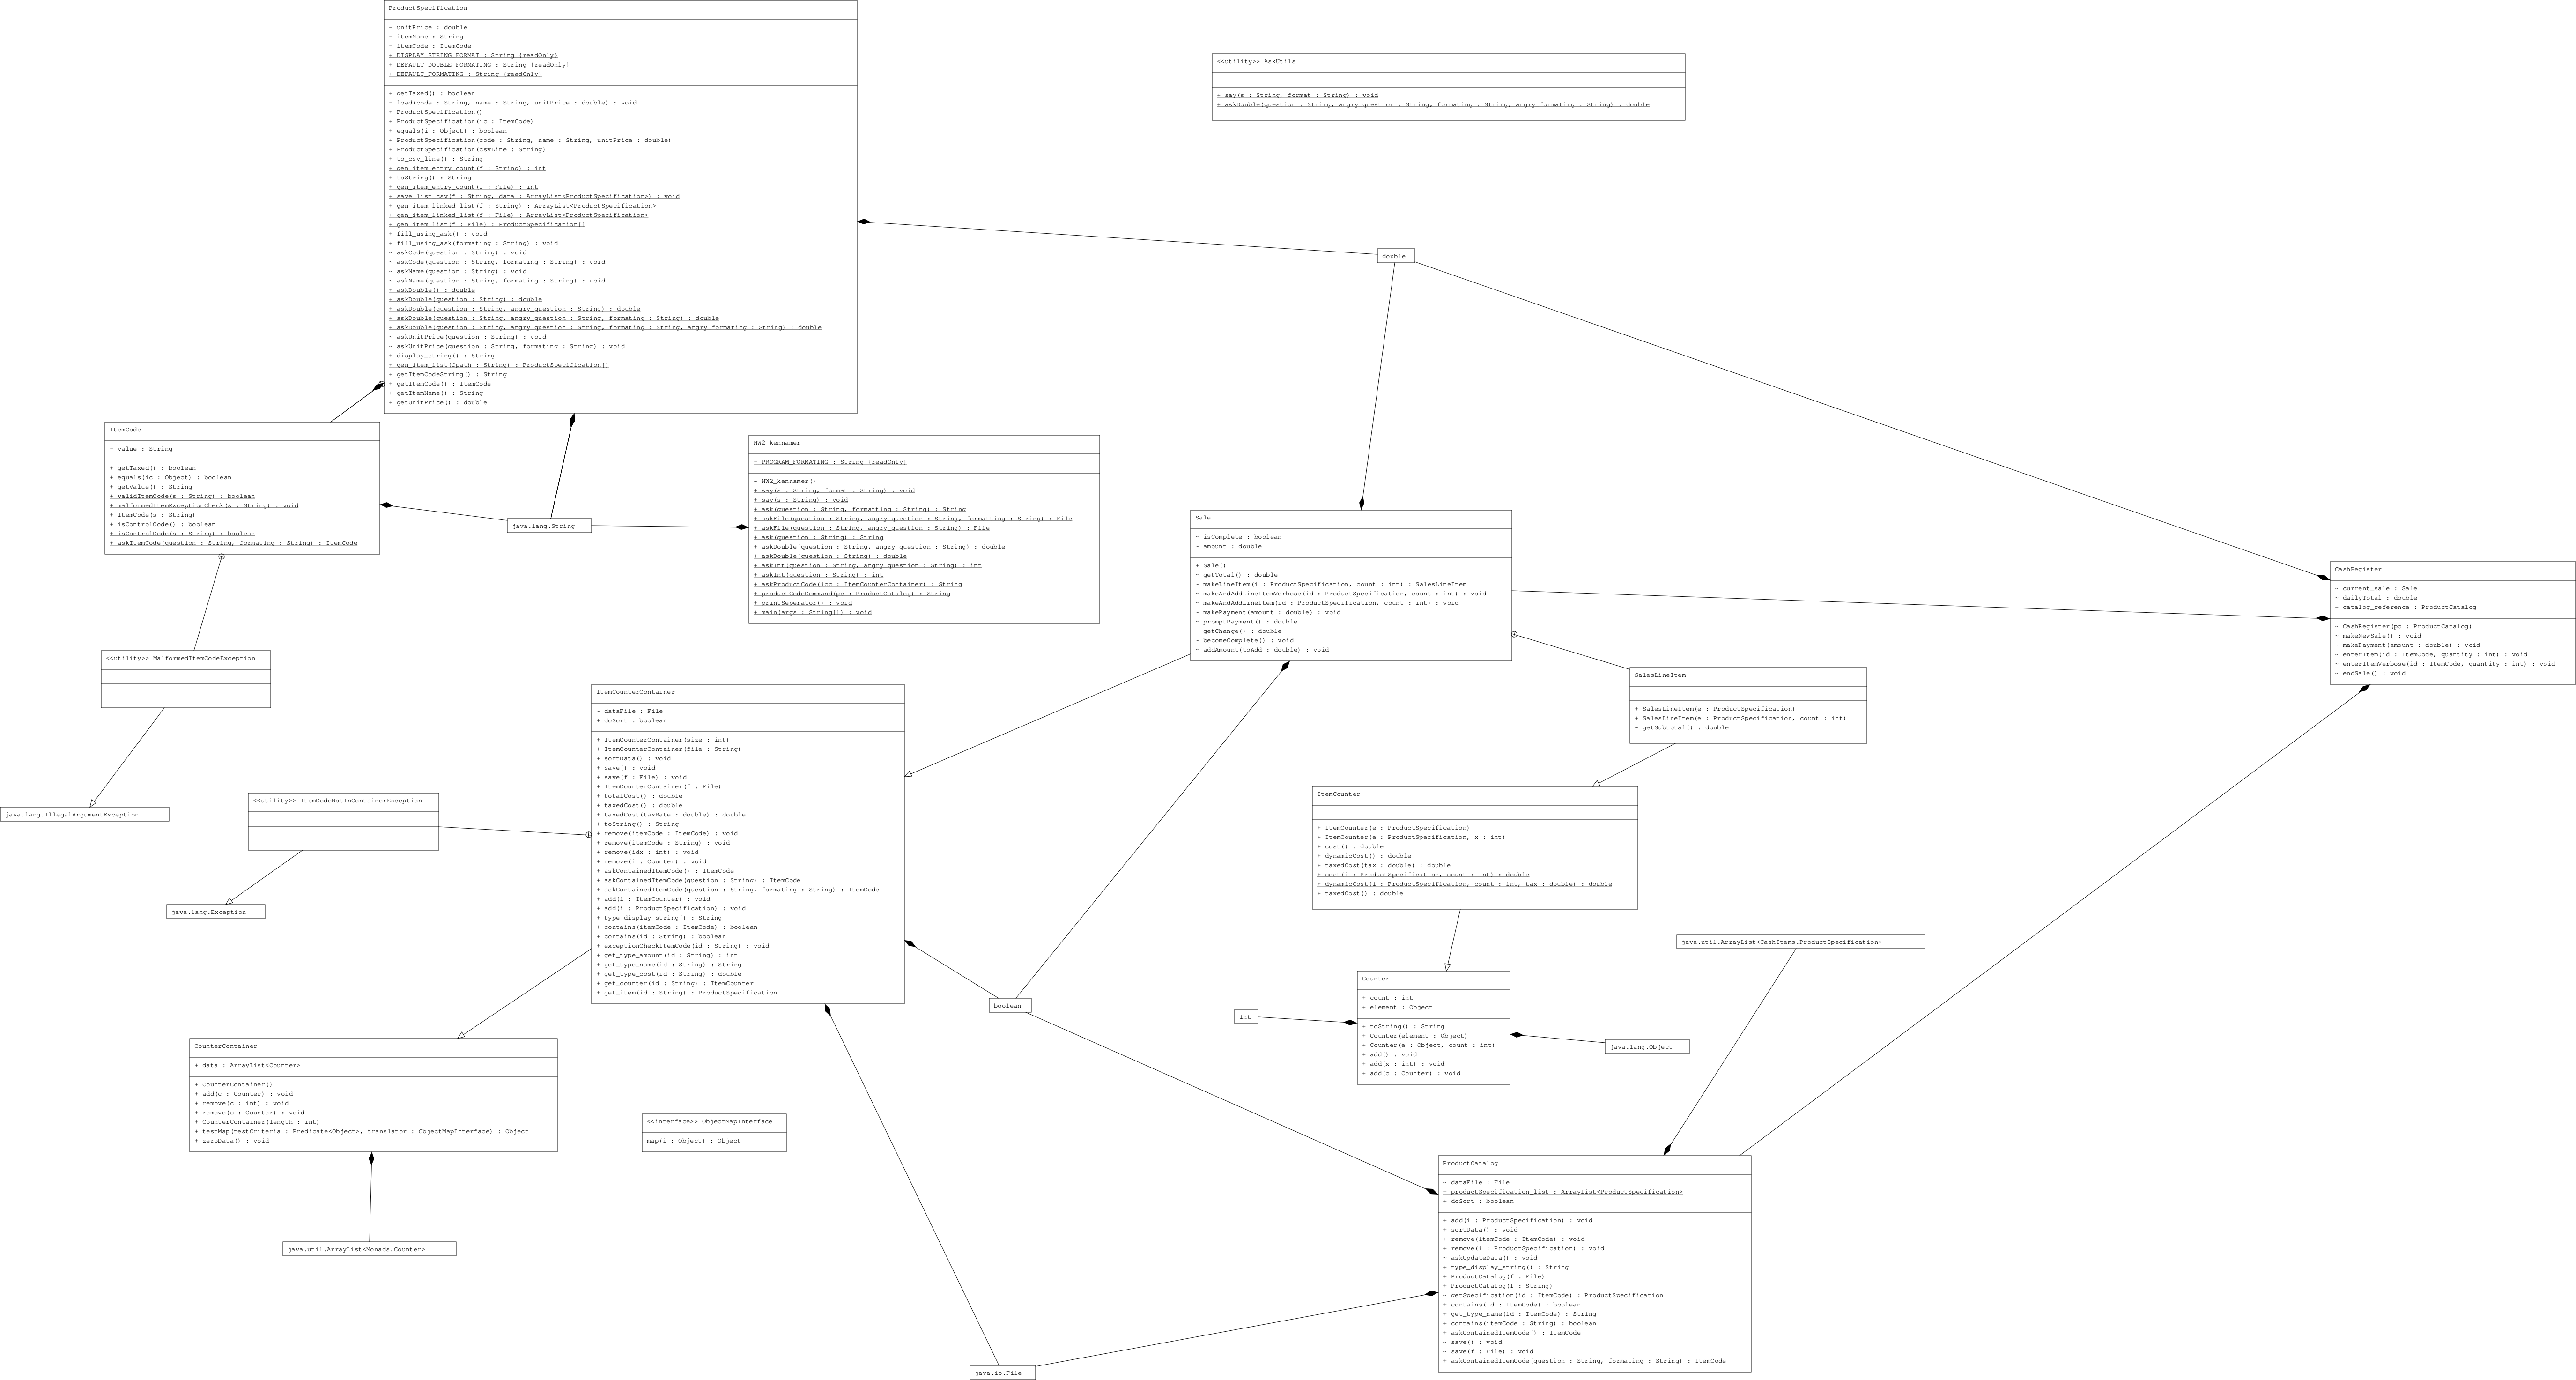 ProductSpecification
- unitPrice : double
- itemName : String
- itemCode : ItemCode
+ DISPLAY_STRING_FORMAT : String {readOnly}
+ DEFAULT_DOUBLE_FORMATING : String {readOnly}
+ DEFAULT_FORMATING : String {readOnly}
+ getTaxed() : boolean
- load(code : String, name : String, unitPrice : double) : void
+ ProductSpecification()
+ ProductSpecification(ic : ItemCode)
+ equals(i : Object) : boolean
+ ProductSpecification(code : String, name : String, unitPrice : double)
+ ProductSpecification(csvLine : String)
+ to_csv_line() : String
+ gen_item_entry_count(f : String) : int
+ toString() : String
+ gen_item_entry_count(f : File) : int
+ save_list_csv(f : String, data : ArrayList<ProductSpecification>) : void
+ gen_item_linked_list(f : String) : ArrayList<ProductSpecification>
+ gen_item_linked_list(f : File) : ArrayList<ProductSpecification>
+ gen_item_list(f : File) : ProductSpecification[]
+ fill_using_ask() : void
+ fill_using_ask(formating : String) : void
- askCode(question : String) : void
- askCode(question : String, formating : String) : void
- askName(question : String) : void
- askName(question : String, formating : String) : void
+ askDouble() : double
+ askDouble(question : String) : double
+ askDouble(question : String, angry_question : String) : double
+ askDouble(question : String, angry_question : String, formating : String) : double
+ askDouble(question : String, angry_question : String, formating : String, angry_formating : String) : double
- askUnitPrice(question : String) : void
- askUnitPrice(question : String, formating : String) : void
+ display_string() : String
+ gen_item_list(fpath : String) : ProductSpecification[]
+ getItemCodeString() : String
+ getItemCode() : ItemCode
+ getItemName() : String
+ getUnitPrice() : double
<<utility>> AskUtils
+ say(s : String, format : String) : void
+ askDouble(question : String, angry_question : String, formating : String, angry_formating : String) : double
double
ItemCode
- value : String
+ getTaxed() : boolean
+ equals(ic : Object) : boolean
+ getValue() : String
+ validItemCode(s : String) : boolean
+ malformedItemExceptionCheck(s : String) : void
+ ItemCode(s : String)
+ isControlCode() : boolean
+ isControlCode(s : String) : boolean
+ askItemCode(question : String, formating : String) : ItemCode
java.lang.String
HW2_kennamer
- PROGRAM_FORMATING : String {readOnly}
- HW2_kennamer()
+ say(s : String, format : String) : void
+ say(s : String) : void
+ ask(question : String, formatting : String) : String
+ askFile(question : String, angry_question : String, formatting : String) : File
+ askFile(question : String, angry_question : String) : File
+ ask(question : String) : String
+ askDouble(question : String, angry_question : String) : double
+ askDouble(question : String) : double
+ askInt(question : String, angry_question : String) : int
+ askInt(question : String) : int
+ askProductCode(icc : ItemCounterContainer) : String
+ productCodeCommand(pc : ProductCatalog) : String
+ printSeperator() : void
+ main(args : String[]) : void
Sale
- isComplete : boolean
- amount : double
+ Sale()
- getTotal() : double
- makeLineItem(i : ProductSpecification, count : int) : SalesLineItem
- makeAndAddLineItemVerbose(id : ProductSpecification, count : int) : void
- makeAndAddLineItem(id : ProductSpecification, count : int) : void
- makePayment(amount : double) : void
- promptPayment() : double
- getChange() : double
- becomeComplete() : void
- addAmount(toAdd : double) : void
CashRegister
- current_sale : Sale
- dailyTotal : double
- catalog_reference : ProductCatalog
- CashRegister(pc : ProductCatalog)
- makeNewSale() : void
- makePayment(amount : double) : void
- enterItem(id : ItemCode, quantity : int) : void
- enterItemVerbose(id : ItemCode, quantity : int) : void
- endSale() : void
<<utility>> MalformedItemCodeException
java.lang.IllegalArgumentException
<<utility>> ItemCodeNotInContainerException
java.lang.Exception
ItemCounterContainer
- dataFile : File
+ doSort : boolean
+ ItemCounterContainer(size : int)
+ ItemCounterContainer(file : String)
+ sortData() : void
+ save() : void
+ save(f : File) : void
+ ItemCounterContainer(f : File)
+ totalCost() : double
+ taxedCost() : double
+ taxedCost(taxRate : double) : double
+ toString() : String
+ remove(itemCode : ItemCode) : void
+ remove(itemCode : String) : void
+ remove(idx : int) : void
+ remove(i : Counter) : void
+ askContainedItemCode() : ItemCode
+ askContainedItemCode(question : String) : ItemCode
+ askContainedItemCode(question : String, formating : String) : ItemCode
+ add(i : ItemCounter) : void
+ add(i : ProductSpecification) : void
+ type_display_string() : String
+ contains(itemCode : ItemCode) : boolean
+ contains(id : String) : boolean
+ exceptionCheckItemCode(id : String) : void
+ get_type_amount(id : String) : int
+ get_type_name(id : String) : String
+ get_type_cost(id : String) : double
+ get_counter(id : String) : ItemCounter
+ get_item(id : String) : ProductSpecification
SalesLineItem
+ SalesLineItem(e : ProductSpecification)
+ SalesLineItem(e : ProductSpecification, count : int)
- getSubtotal() : double
ItemCounter
+ ItemCounter(e : ProductSpecification)
+ ItemCounter(e : ProductSpecification, x : int)
+ cost() : double
+ dynamicCost() : double
+ taxedCost(tax : double) : double
+ cost(i : ProductSpecification, count : int) : double
+ dynamicCost(i : ProductSpecification, count : int, tax : double) : double
+ taxedCost() : double
java.util.ArrayList<CashItems.ProductSpecification>
boolean
int
Counter
+ count : int
+ element : Object
+ toString() : String
+ Counter(element : Object)
+ Counter(e : Object, count : int)
+ add() : void
+ add(x : int) : void
+ add(c : Counter) : void
java.lang.Object
CounterContainer
+ data : ArrayList<Counter>
+ CounterContainer()
+ add(c : Counter) : void
+ remove(c : int) : void
+ remove(c : Counter) : void
+ CounterContainer(length : int)
+ testMap(testCriteria : Predicate<Object>, translator : ObjectMapInterface) : Object
+ zeroData() : void
<<interface>> ObjectMapInterface
map(i : Object) : Object
java.util.ArrayList<Monads.Counter>
ProductCatalog
- dataFile : File
- productSpecification_list : ArrayList<ProductSpecification>
+ doSort : boolean
+ add(i : ProductSpecification) : void
+ sortData() : void
+ remove(itemCode : ItemCode) : void
+ remove(i : ProductSpecification) : void
- askUpdateData() : void
+ type_display_string() : String
+ ProductCatalog(f : File)
+ ProductCatalog(f : String)
- getSpecification(id : ItemCode) : ProductSpecification
+ contains(id : ItemCode) : boolean
+ get_type_name(id : ItemCode) : String
+ contains(itemCode : String) : boolean
+ askContainedItemCode() : ItemCode
- save() : void
- save(f : File) : void
+ askContainedItemCode(question : String, formating : String) : ItemCode
java.io.File